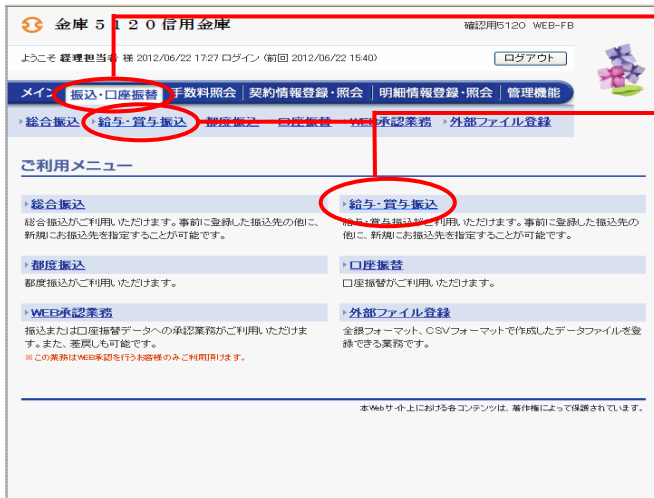 金庫5120信用金庫
確認用5120 WEB-FB
ようこそ 経理担当者 様 2012/06/22 17:27 ログイン (前回 2012/06/22 15:40)
ログアウト
メイン 振込・口座振替 手数料照会 契約情報登録・照会 明細情報登録・照会 管理機能
総合振込 給与・賞与振込 都度振込 口座振替 WEB承認業務 外部ファイル登録
ご利用メニュー
総合振込
総合振込がご利用いただけます。事前に登録した振込先の他に、
新規にお振込先を指定することが可能です。
給与・賞与振込
給与・賞与振込がご利用いただけます。事前に登録した振込先の
他に、新規にお振込先を指定することが可能です。
都度振込
都度振込がご利用いただけます。
口座振替
口座振替がご利用いただけます。
WEB承認業務
振込または口座振替データへの承認業務がご利用いただけま
す。また、差戻しも可能です。
※この業務はWEB承認を行うお客様のみご利用頂けます。
外部ファイル登録
全銀フォーマット、CSVフォーマットで作成したデータファイルを登
録できる業務です。
本Webサイト上における各コンテンツは、著作権によって保護されています。